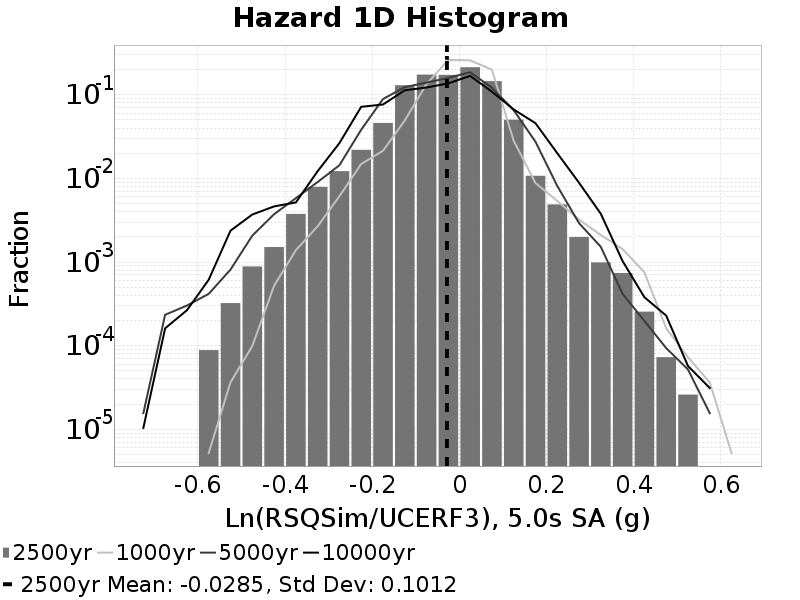 Hazard 1D Histogram
Fraction
10-1
10-2
10-3
10-4
10-5
-0.6 -0.4 -0.2 0 0.2 0.4 0.6
Ln(RSQSim/UCERF3), 5.0s SA (g)
2500yr 1000yr 5000yr 10000yr
2500yr Mean: -0.0285, Std Dev: 0.1012